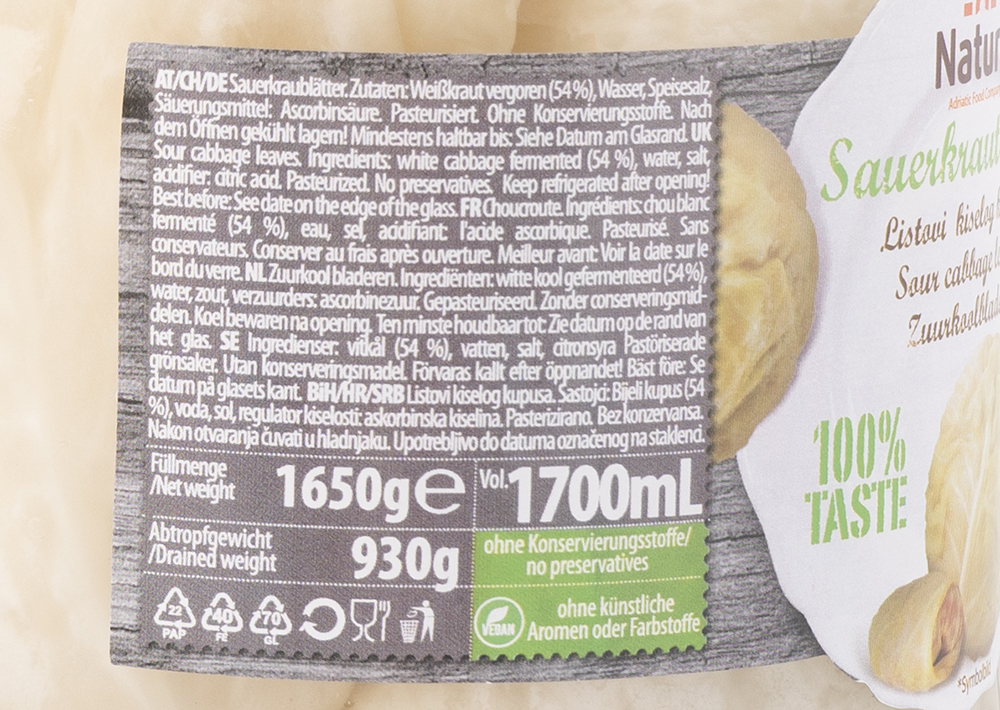 AT/CH/DE Sauerkraublätter. Zutaten: Weißkraut vergoren (54%), Wasser, Speisesalz,
Säuerungsmittel: Ascorbinsäure. Pasteurisiert. Ohne Konservierungsstoffe. Nach
dem Öffnen gekühlt lagern! Mindestens haltbar bis: Siehe Datum am Glasrand. UK
Sour cabbage leaves. Ingredients: white cabbage fermented (54 %), water, salt,
acidifier: citric acid. Pasteurized. No preservatives. Keep refrigerated after opening!
Best before: See date on the edge of the glass. FR Choucroute. Ingrédients: chou blanc
fermenté (54 %), eau, sel, acidifiant: l'acide ascorbique. Pasteurisé. Sans
conservateurs. Conserver au frais après ouverture. Meilleur avant: Voir la date sur le
bord du verre. NL Zuurkool bladeren. Ingrediënten: witte kool gefermenteerd (54%),
water, zout, verzuurders: ascorbinezuur. Gepasteuriseerd. Zonder conserveringsmid-
delen. Koel bewaren na opening. Ten minste houdbaar tot: Zie datum op de rand van
het glas. SE Ingredienser: vitkål (54 %), vatten, salt, citronsyra Pastöriserade
grönsaker. Utan konserveringsmadel. Förvaras kallt efter öppnandet! Bäst före: Se
datum på glasets kant. BiH/HR/SRB Listovi kiselog kupusa. Sastojci: Bijeli kupus (54
%), voda, sol, regulator kiselosti: askorbinska kiselina. Pasterizirano. Bez konzervansa.
Nakon otvaranja čuvati u hladnjaku. Upotrebljivo do datuma označenog na staklenci.
Füllmenge
/Net weight 1650g e
Vol. 1700mL
Abtropfgewicht
/Drained weight 930g
ohne Konservierungsstoffe/
no preservatives
22
PAP
40
FE
70
GL
VEGAN
ohne künstliche
Aromen oder Farbstoffe
Natur
Adriatic Food
Sauerkrau
Listovi kiselog
Sour cabbage
Zuurkoolbla
100%
TASTE
*Symbolbil